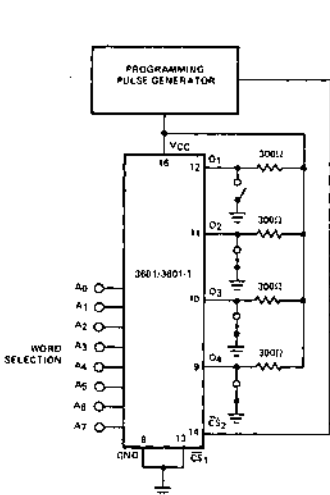 PROGRAMMING
PULSE GENERATOR
VCC
16
12 O1 300Ω
11 O2 300Ω
3601/3601-1
10 O3 300Ω
9 O4 300Ω
A0
A1
A2
A3
A4
A5
A6
A7
WORD
SELECTION
14 CS2
GND 8 13 CS1